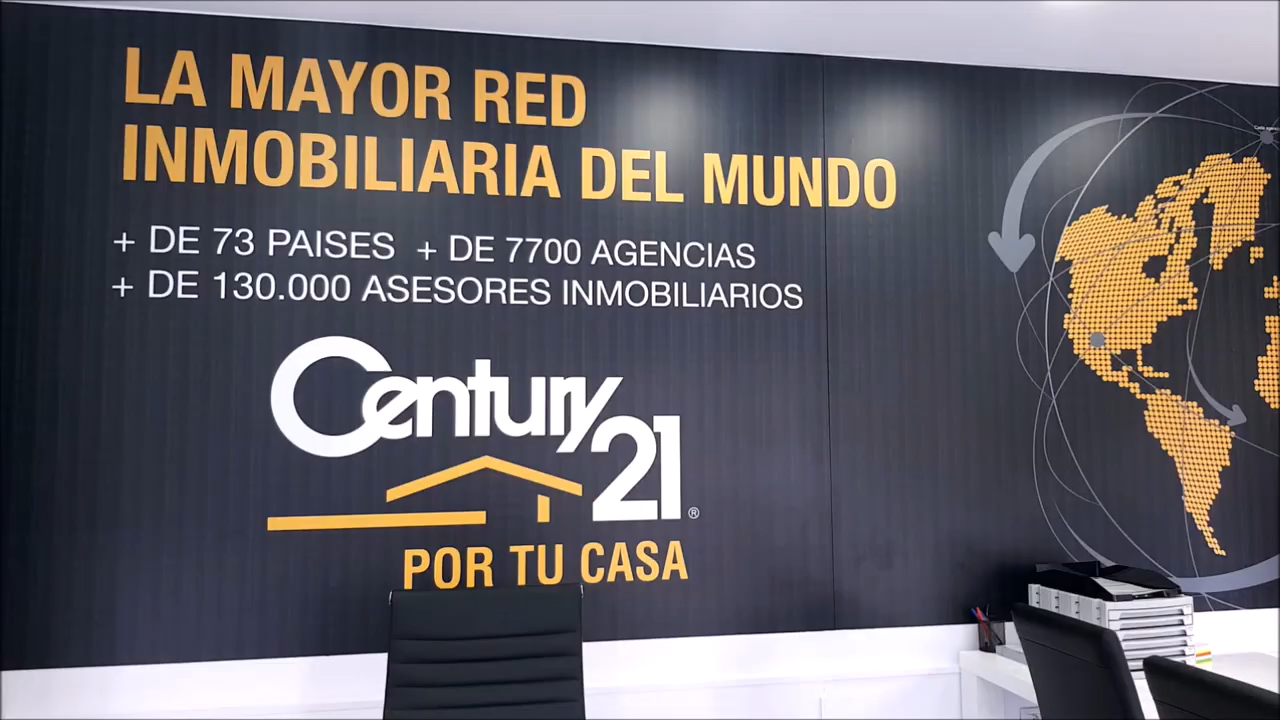 LA MAYOR RED
INMOBILIARIA DEL MUNDO
+ DE 73 PAISES + DE 7700 AGENCIAS
+ DE 130.000 ASESORES INMOBILIARIOS
Century
21®
POR TU CASA